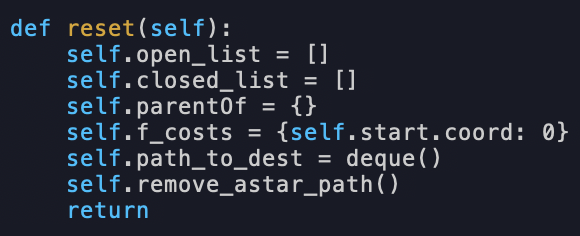 def reset(self):
    self.open_list = []
    self.closed_list = []
    self.parentOf = {}
    self.f_costs = {self.start.coord: 0}
    self.path_to_dest = deque()
    self.remove_astar_path()
    return